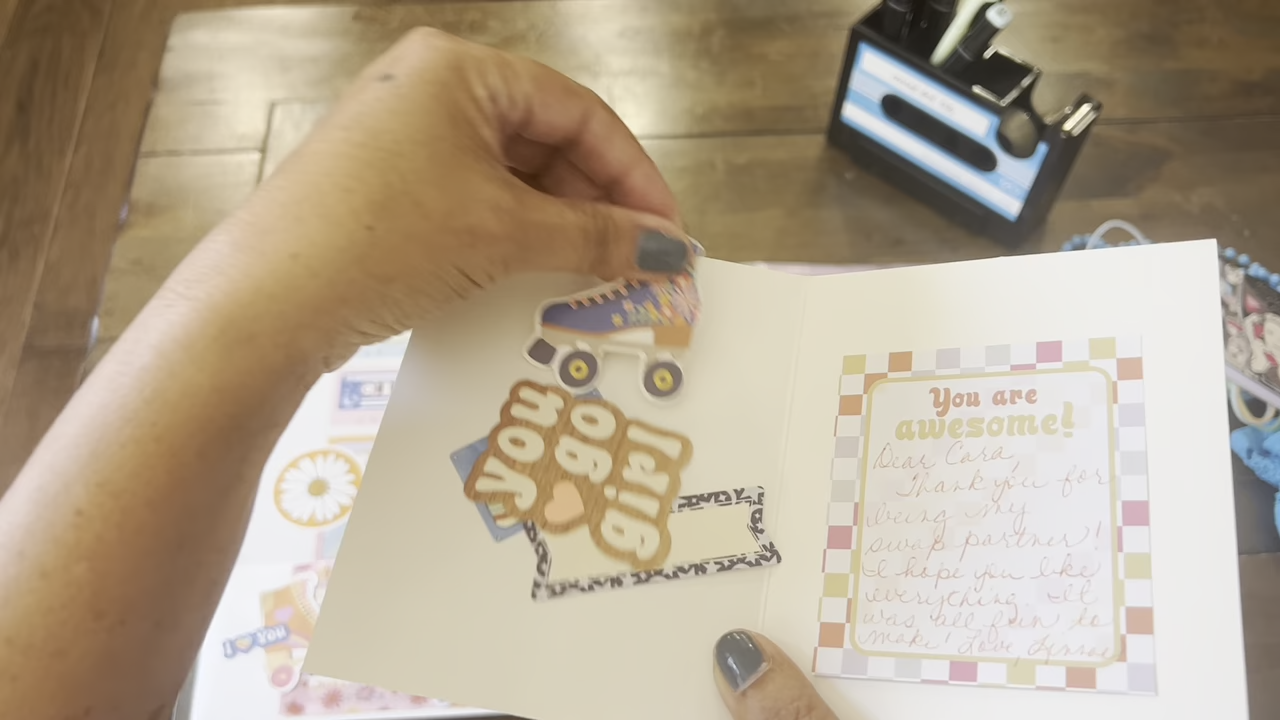 you
go
girl
You are
awesome!
Dear Cara,
Thank you for
being my
swap partner!
I hope you like
everything. It
was all fun to
make! Love,
I
You